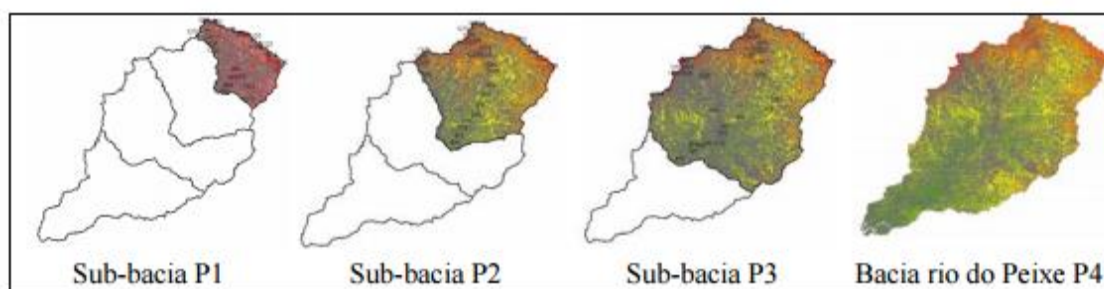 Sub-bacia P1
Sub-bacia P2
Sub-bacia P3
Bacia rio do Peixe P4